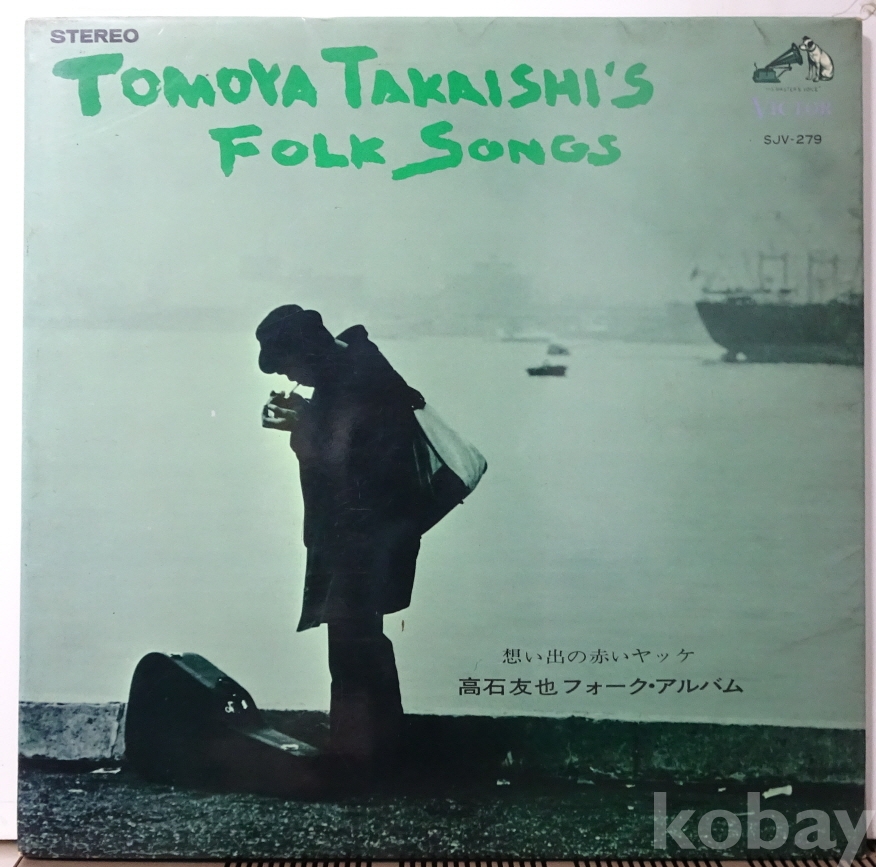 STEREO
TOMOYA TAKAISHI'S
FOLK SONGS
VICTOR
SJV-279
想い出の赤いヤッケ
高石友也フォーク・アルバム
kobay